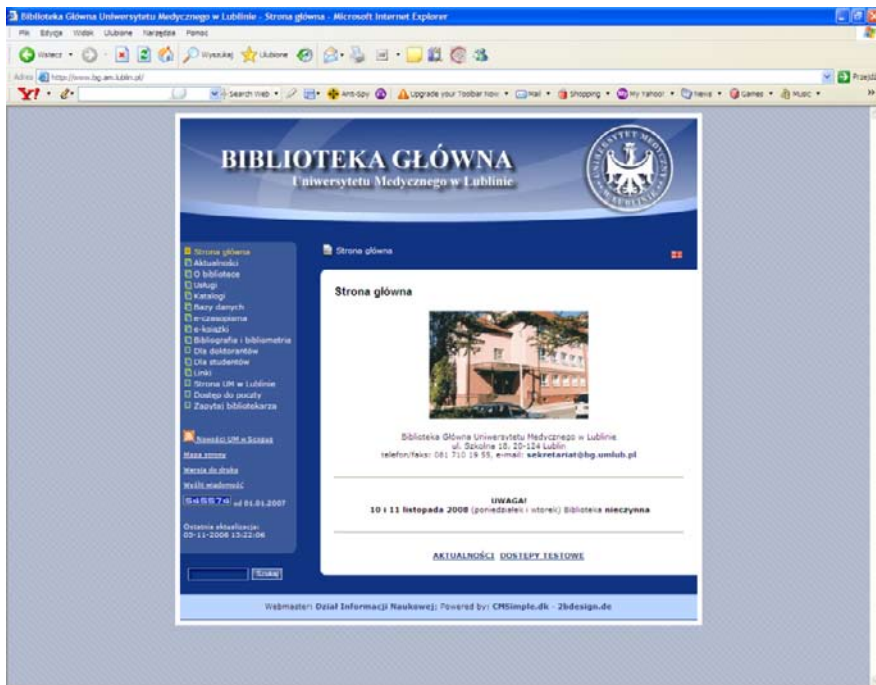 Biblioteka Główna Uniwersytetu Medycznego w Lublinie - Strona główna - Microsoft Internet Explorer
Plik Edycja Widok Ulubione Narzędzia Pomoc
Wstecz Wyszukaj Ulubione
Adres http://www.bg.am.lublin.pl/ Przejdź
Y! Search Web Anti-Spy Upgrade your Toolbar Now Mail Shopping My Yahoo! News Games Music
BIBLIOTEKA GŁÓWNA
Uniwersytetu Medycznego w Lublinie
Strona główna
Aktualności
O bibliotece
Usługi
Katalogi
Bazy danych
e-czasopisma
e-książki
Bibliografia i bibliometria
Dla doktorantów
Dla studentów
Linki
Strona UM w Lublinie
Dostęp do poczty
Zapytaj bibliotekarza
Nowości UM w Scopus
Mapa strony
Wersja do druku
Wyślij wiadomość
545576 od 01.01.2007
Ostatnia aktualizacja:
Szukaj
Strona główna
Strona główna
Biblioteka Główna Uniwersytetu Medycznego w Lublinie
ul. Szkolna 18, 20-124 Lublin
telefon/faks: 081 710 19 55, e-mail: sekretariat@bg.umlub.pl
UWAGA!
10 i 11 listopada 2008 (poniedziałek i wtorek) Biblioteka nieczynna
AKTUALNOŚCI DOSTĘPY TESTOWE
Webmaster: Dział Informacji Naukowej; Powered by: CMSimple.dk - 2bdesign.de